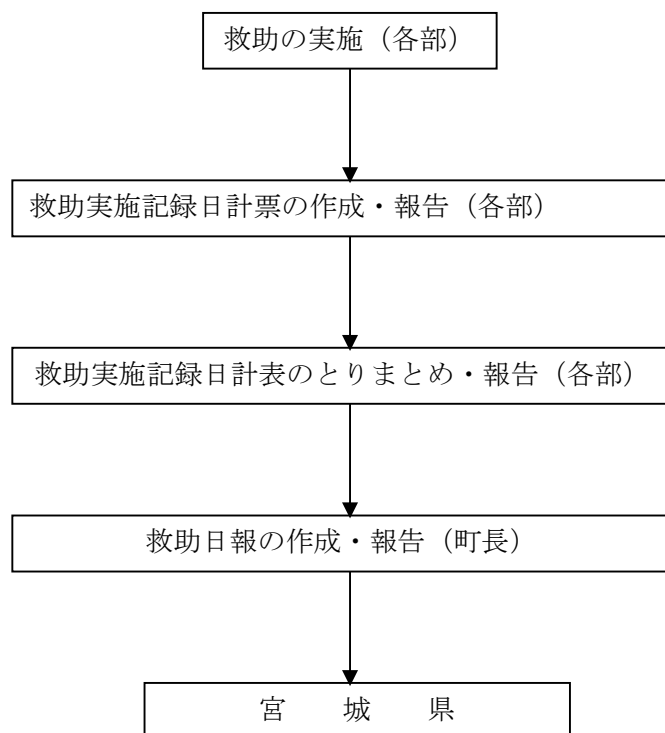 救助の実施（各部）
救助実施記録日計票の作成・報告（各部）
救助実施記録日計表のとりまとめ・報告（各部）
救助日報の作成・報告（町長）
宮　城　県